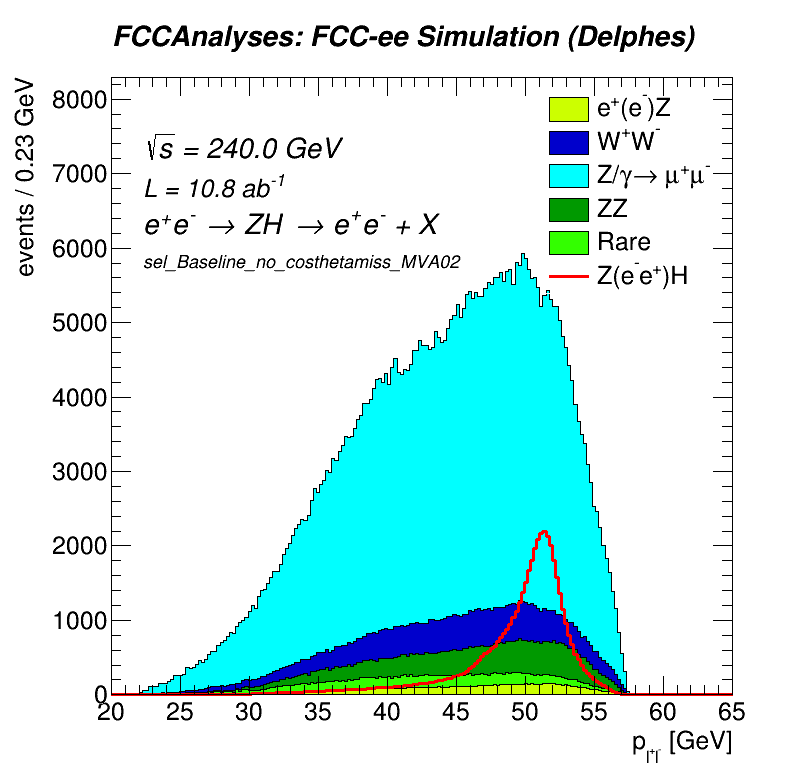 FCCAnalyses: FCC-ee Simulation (Delphes)
events / 0.23 GeV
8000
7000
6000
5000
4000
3000
2000
1000
0
√s = 240.0 GeV
L = 10.8 ab⁻¹
e⁺e⁻ → ZH → e⁺e⁻ + X
sel_Baseline_no_costhetamiss_MVA02
e⁺(e⁻)Z
W⁺W⁻
Z/γ→ μ⁺μ⁻
ZZ
Rare
Z(e⁻e⁺)H
20 25 30 35 40 45 50 55 60 65
p_l⁺l⁻ [GeV]